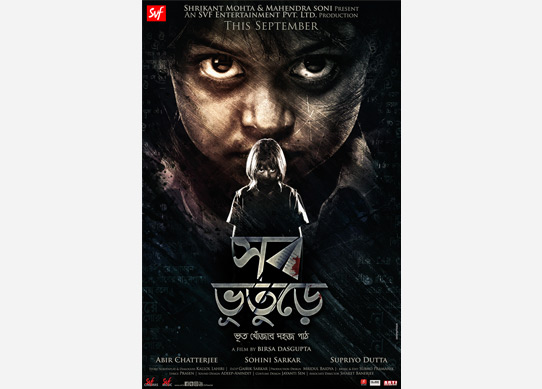 SVF
SHRIKANT MOHTA & MAHENDRA SONI PRESENT
AN SVF ENTERTAINMENT PVT. LTD. PRODUCTION
THIS SEPTEMBER
সব
ভূতুড়ে
ভূত খোঁজার সহজ পাঠ
A FILM BY BIRSA DASGUPTA
ABIR CHATTERJEE SOHINI SARKAR SUPRIYO DUTTA